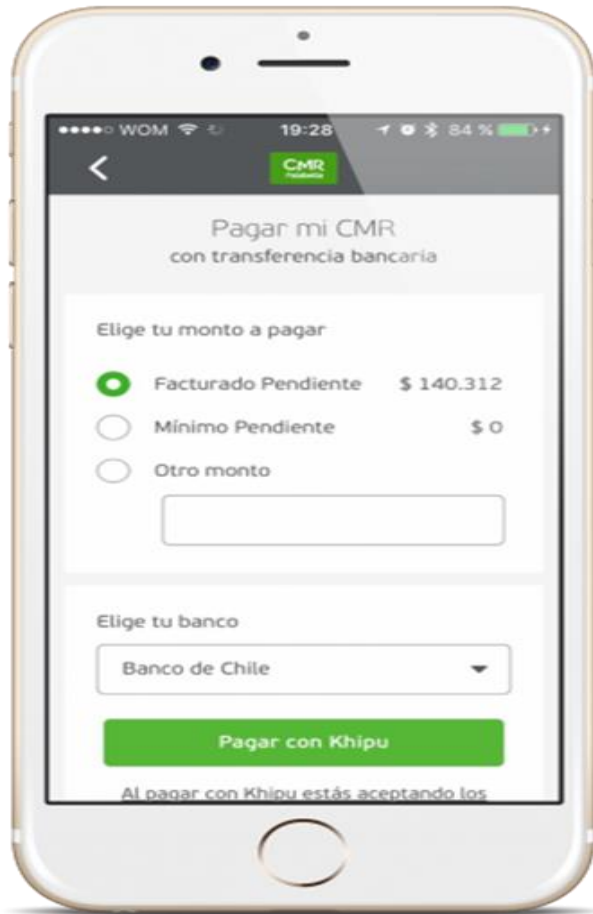 WOM 19:28 84 %
CMR
Falabella
Pagar mi CMR
con transferencia bancaria
Elige tu monto a pagar
Facturado Pendiente $ 140.312
Mínimo Pendiente $ 0
Otro monto
Elige tu banco
Banco de Chile
Pagar con Khipu
Al pagar con Khipu estás aceptando los